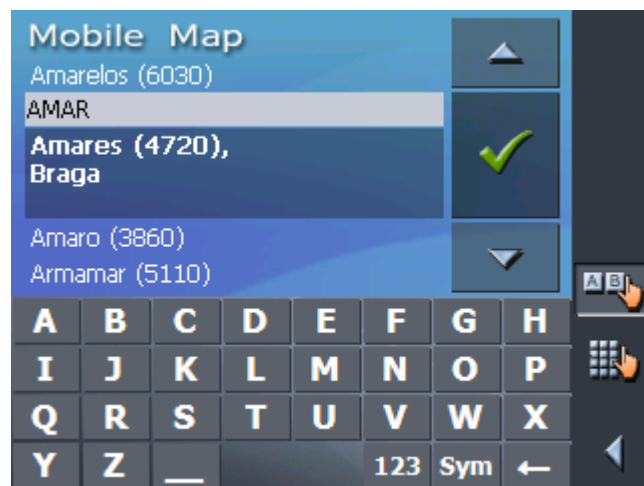 Mobile Map
Amarelos (6030)
AMAR
Amares (4720),
Braga
Amaro (3860)
Armamar (5110)
A B
A B C D E F G H
I J K L M N O P
Q R S T U V W X
Y Z _ 123 Sym ←